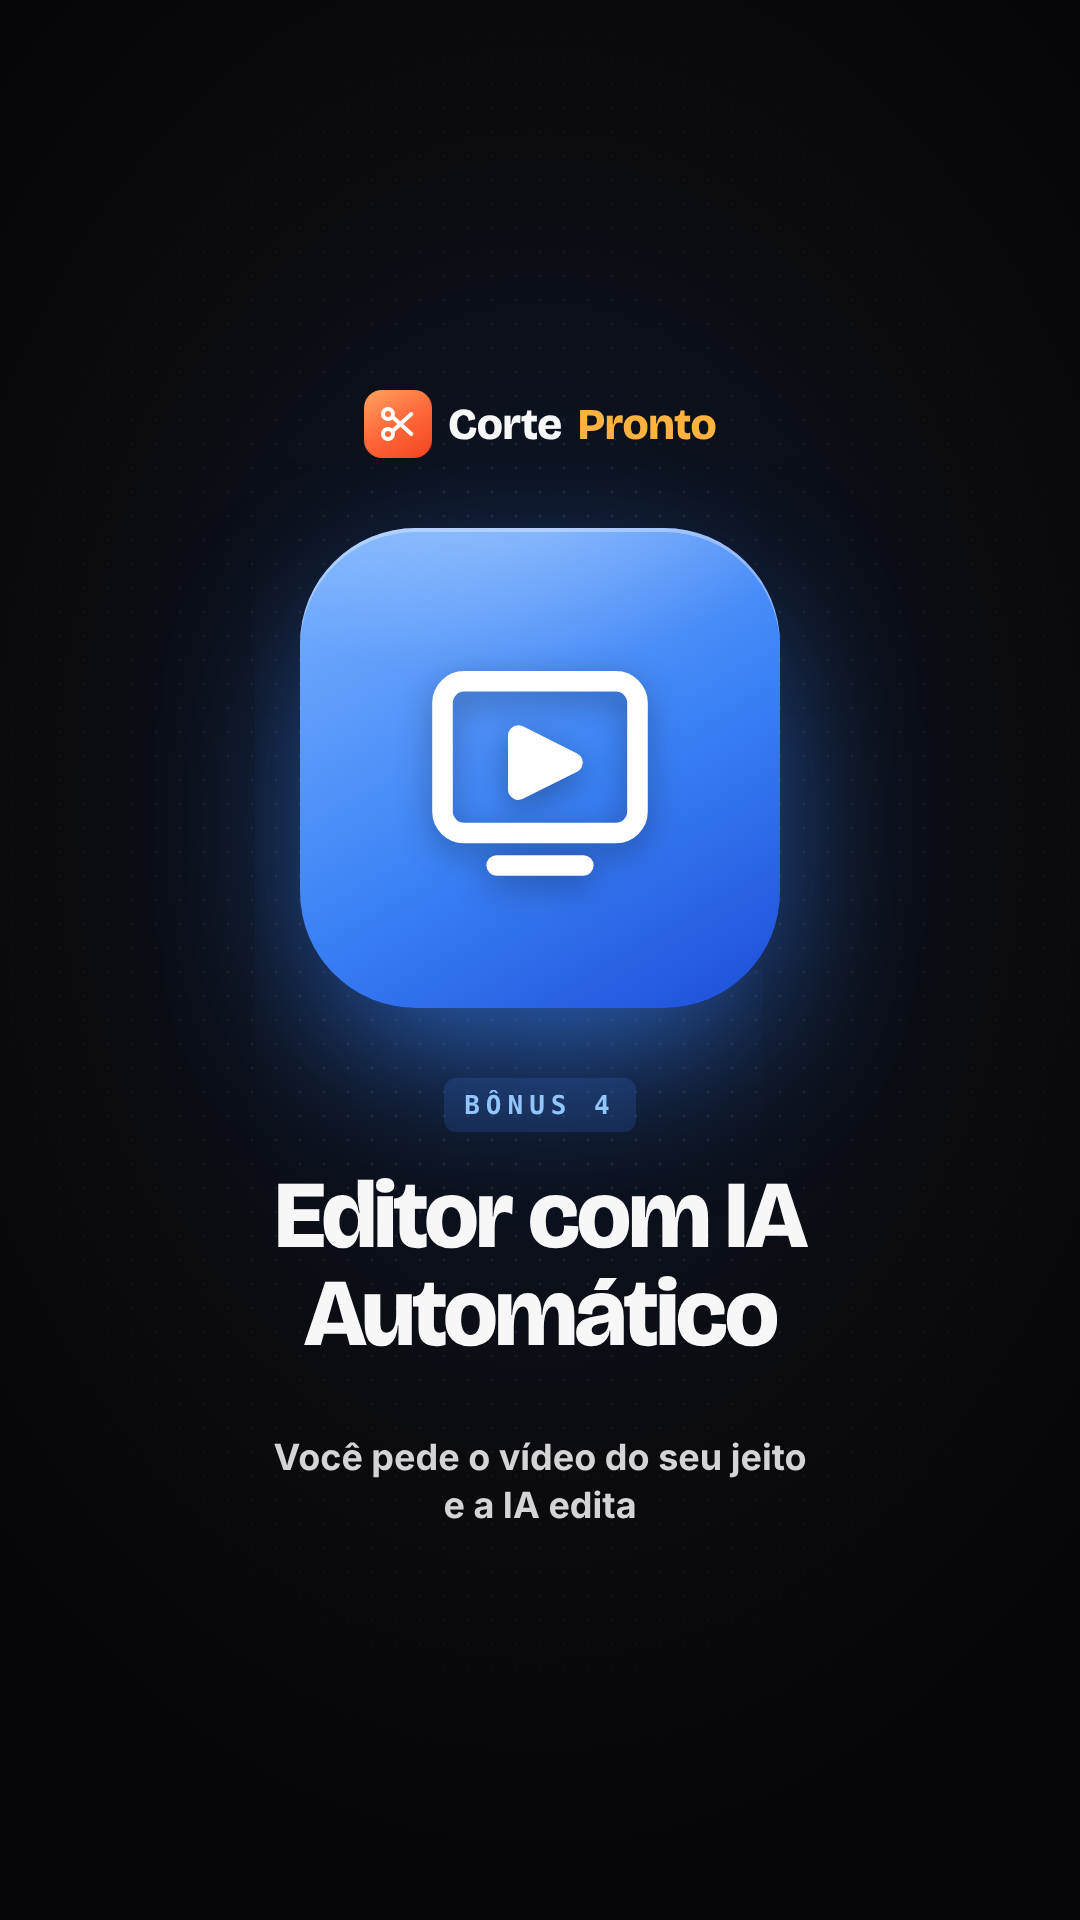 Corte Pronto
BÔNUS 4
Editor com IA
Automático
Você pede o vídeo do seu jeito
e a IA edita